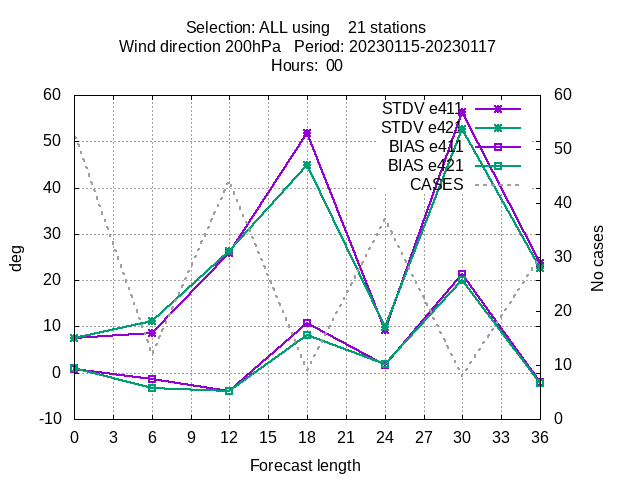 Selection: ALL using    21 stations
Wind direction 200hPa   Period: 20230115-20230117
Hours:  00
60 60
STDV e411
STDV e421
BIAS e411
BIAS e421
CASES
50 50
40 40
30 30
20 20
10 10
0 0
-10
deg
No cases
0 3 6 9 12 15 18 21 24 27 30 33 36
Forecast length